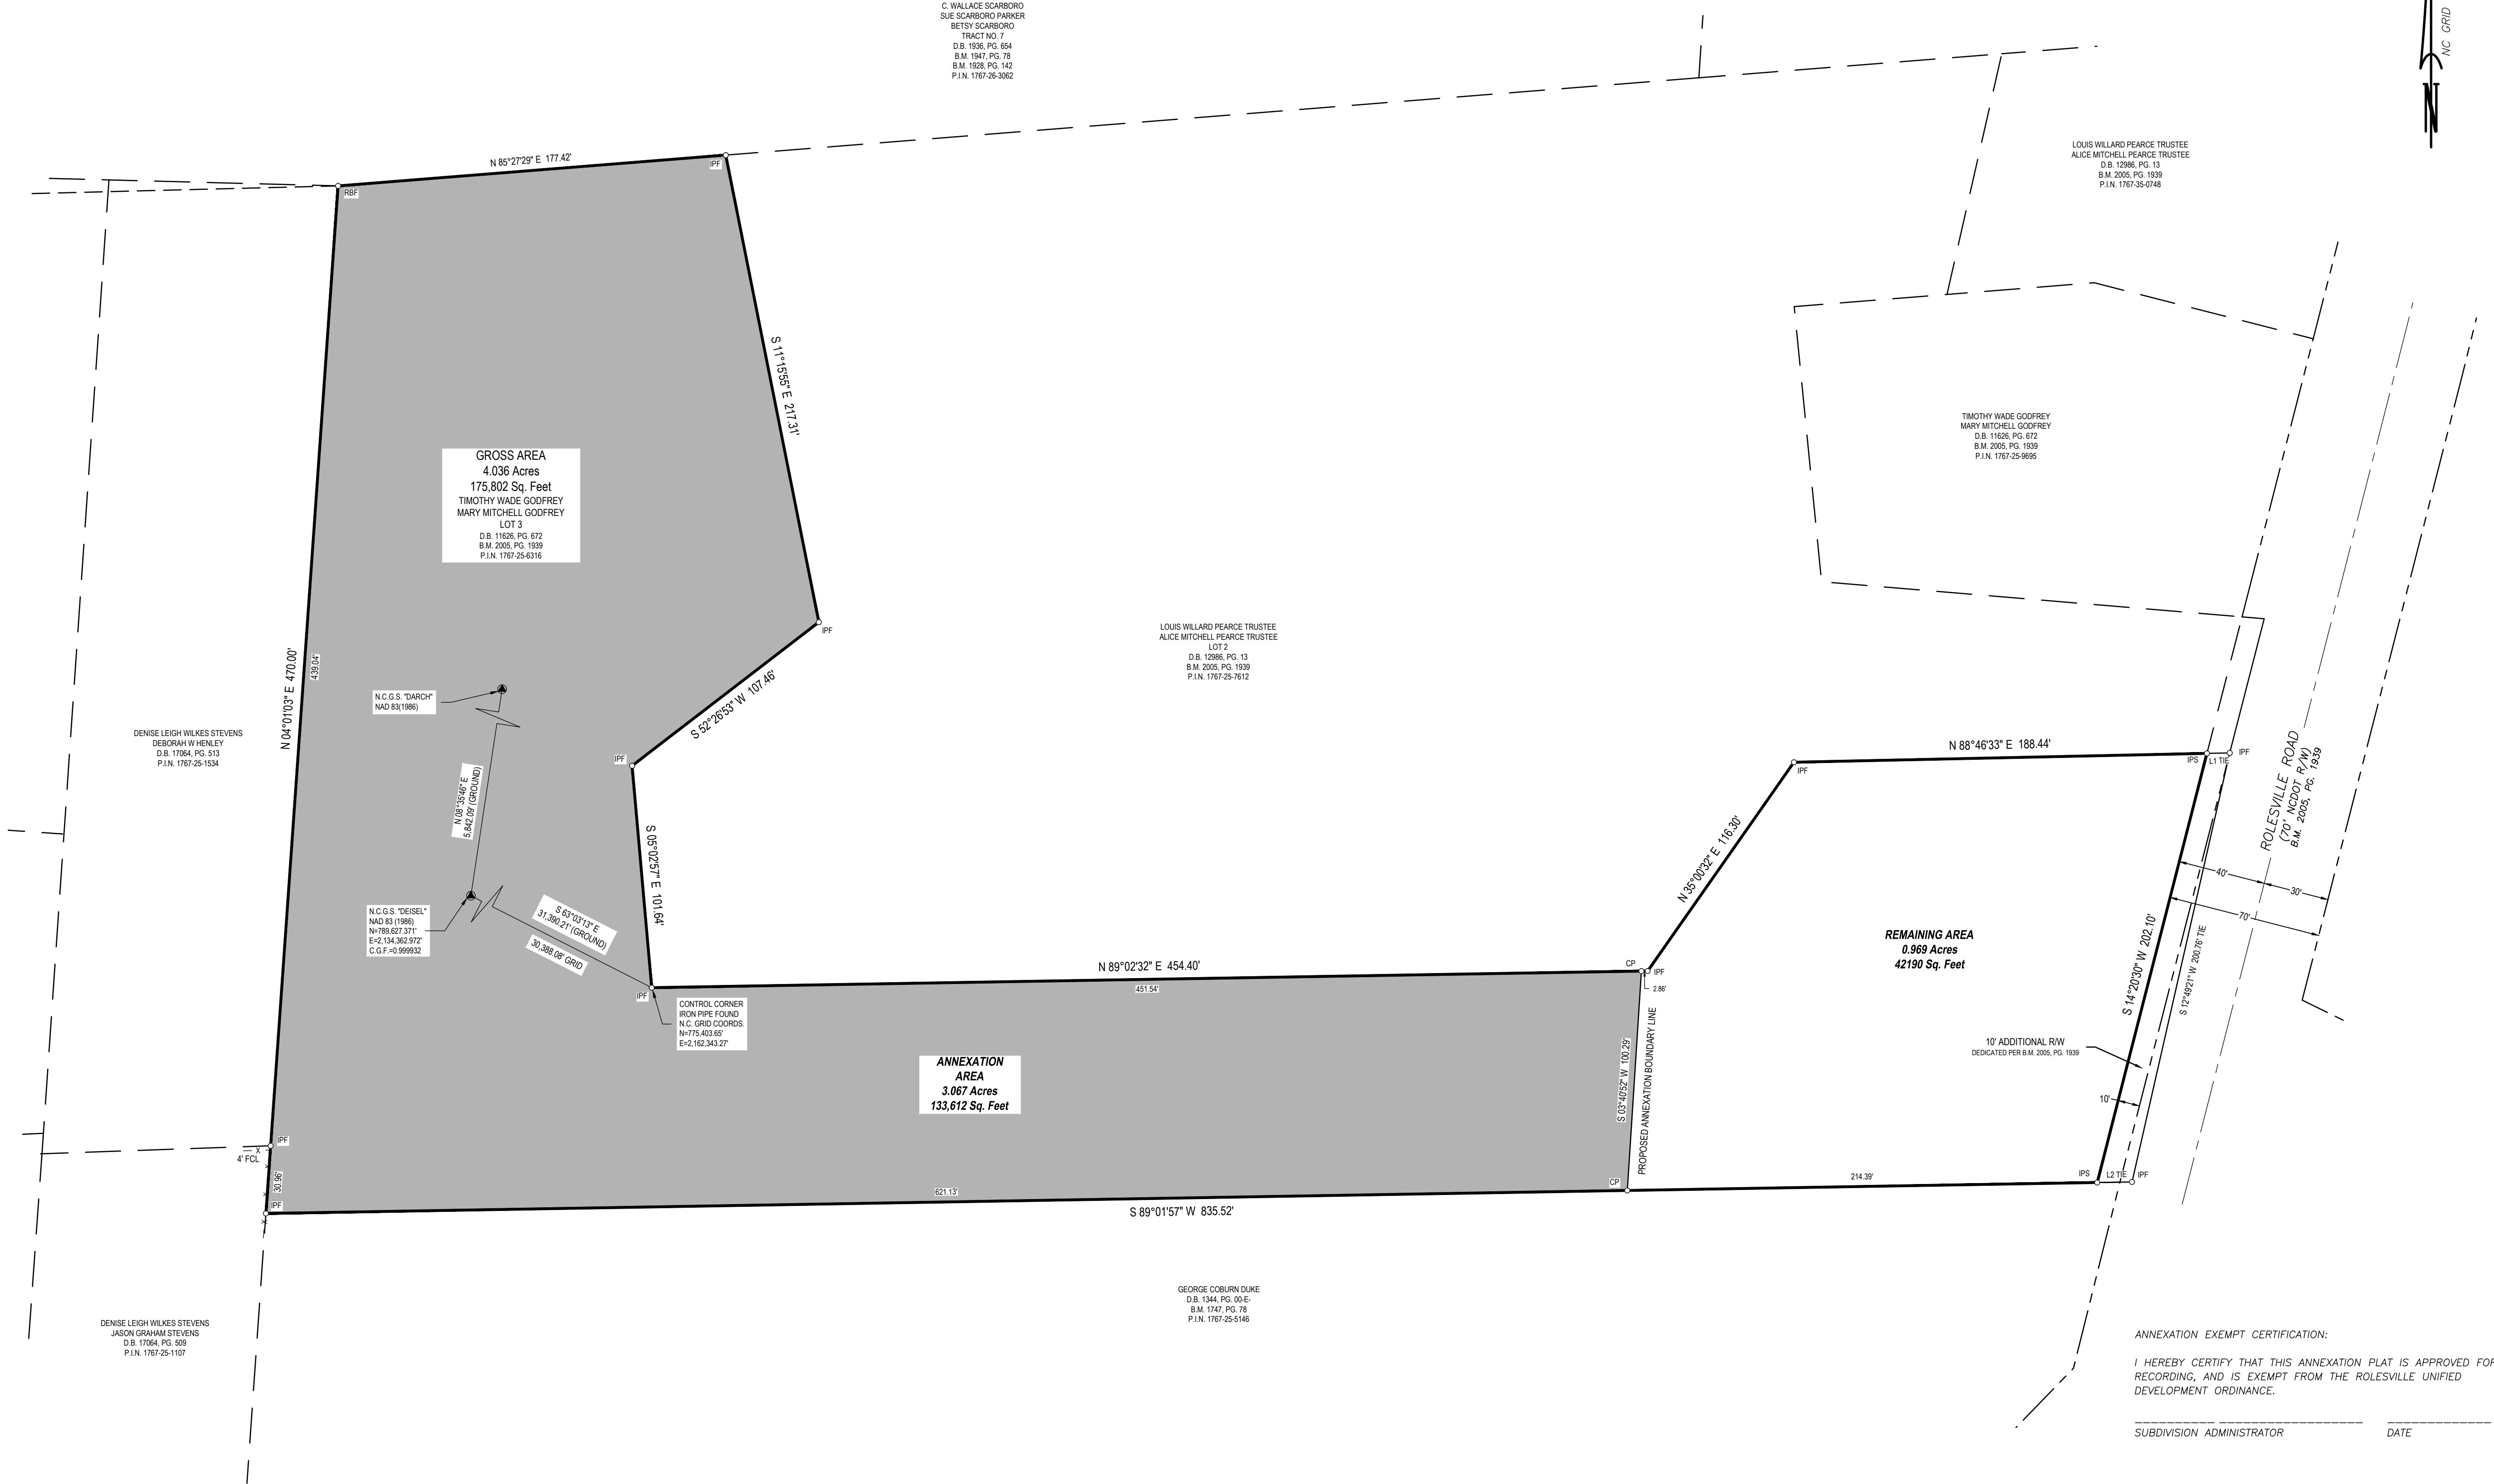 C. WALLACE SCARBORO
SUE SCARBORO PARKER
BETSY SCARBORO
TRACT NO. 7
D.B. 1936, PG. 654
B.M. 1947, PG. 78
B.M. 1928, PG. 142
P.I.N. 1767-26-3062
NC GRID
N
LOUIS WILLARD PEARCE TRUSTEE
ALICE MITCHELL PEARCE TRUSTEE
D.B. 12986, PG. 13
B.M. 2005, PG. 1939
P.I.N. 1767-35-0748
N 85°27'29" E 177.42'
IPF
RBF
S 11°15'55" E 217.31'
TIMOTHY WADE GODFREY
MARY MITCHELL GODFREY
D.B. 11626, PG. 672
B.M. 2005, PG. 1939
P.I.N. 1767-25-9695
GROSS AREA
4.036 Acres
175,802 Sq. Feet
TIMOTHY WADE GODFREY
MARY MITCHELL GODFREY
LOT 3
D.B. 11626, PG. 672
B.M. 2005, PG. 1939
P.I.N. 1767-25-6316
IPF
LOUIS WILLARD PEARCE TRUSTEE
ALICE MITCHELL PEARCE TRUSTEE
LOT 2
D.B. 12986, PG. 13
B.M. 2005, PG. 1939
P.I.N. 1767-25-7612
N 04°01'03" E 470.00'
439.04'
N.C.G.S. "DARCH"
NAD 83(1986)
S 52°26'53" W 107.46'
DENISE LEIGH WILKES STEVENS
DEBORAH W HENLEY
D.B. 17064, PG. 513
P.I.N. 1767-25-1534
IPF
N 88°46'33" E 188.44'
IPF
IPS
L1 TIE
IPF
ROLESVILLE ROAD
(70' NCDOT R/W)
B.M. 2005, PG. 1939
N 08°35'46" E
5,842.09' (GROUND)
S 05°02'57" E 101.64'
N 35°00'32" E 116.30'
40'
30'
70'
N.C.G.S. "DEISEL"
NAD 83 (1986)
N=789,627.371'
E=2,134,362.972'
C.G.F.=0.999932
S 63°03'13" E
31,390.21' (GROUND)
30,388.08' GRID
REMAINING AREA
0.969 Acres
42190 Sq. Feet
S 14°20'30" W 202.10'
S 12°49'21" W 200.76' TIE
N 89°02'32" E 454.40'
CP
IPF
451.54'
2.86'
IPF
CONTROL CORNER
IRON PIPE FOUND
N.C. GRID COORDS.
N=775,403.65'
E=2,162,343.27'
ANNEXATION
AREA
3.067 Acres
133,612 Sq. Feet
S 03°40'52" W 100.29'
PROPOSED ANNEXATION BOUNDARY LINE
10' ADDITIONAL R/W
DEDICATED PER B.M. 2005, PG. 1939
10'
IPF
X
4' FCL
30.96'
X
X
IPF
X
621.13'
CP
214.39'
IPS
L2 TIE
IPF
S 89°01'57" W 835.52'
GEORGE COBURN DUKE
D.B. 1344, PG. 00-E-
B.M. 1747, PG. 78
P.I.N. 1767-25-5146
DENISE LEIGH WILKES STEVENS
JASON GRAHAM STEVENS
D.B. 17064, PG. 509
P.I.N. 1767-25-1107
ANNEXATION EXEMPT CERTIFICATION:
I HEREBY CERTIFY THAT THIS ANNEXATION PLAT IS APPROVED FOR
RECORDING, AND IS EXEMPT FROM THE ROLESVILLE UNIFIED
DEVELOPMENT ORDINANCE.
SUBDIVISION ADMINISTRATOR DATE